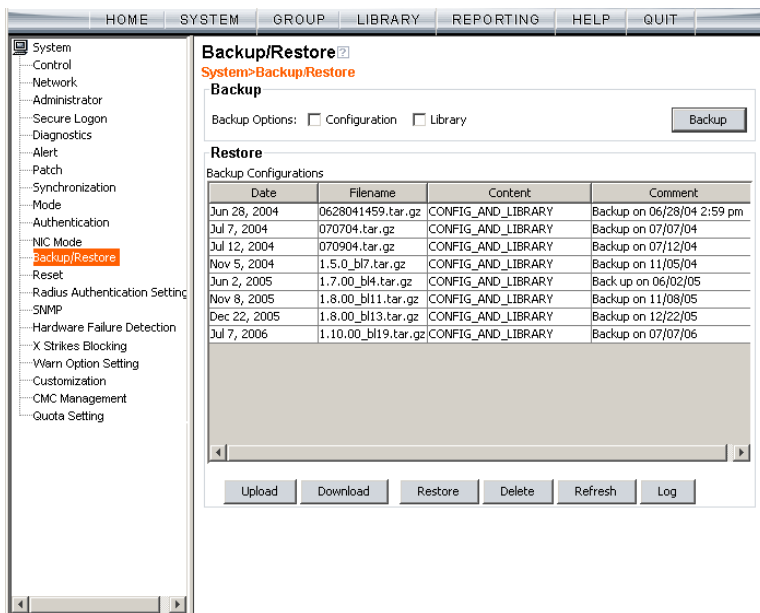 HOME SYSTEM GROUP LIBRARY REPORTING HELP QUIT
System
Control
Network
Administrator
Secure Logon
Diagnostics
Alert
Patch
Synchronization
Mode
Authentication
NIC Mode
Backup/Restore
Reset
Radius Authentication Setting
SNMP
Hardware Failure Detection
X Strikes Blocking
Warn Option Setting
Customization
CMC Management
Quota Setting
Backup/Restore ?
System>Backup/Restore
Backup
Backup Options: Configuration Library Backup
Restore
Backup Configurations
Date Filename Content Comment
Jun 28, 2004 0628041459.tar.gz CONFIG_AND_LIBRARY Backup on 06/28/04 2:59 pm
Jul 7, 2004 070704.tar.gz CONFIG_AND_LIBRARY Backup on 07/07/04
Jul 12, 2004 070904.tar.gz CONFIG_AND_LIBRARY Backup on 07/12/04
Nov 5, 2004 1.5.0_bl7.tar.gz CONFIG_AND_LIBRARY Backup on 11/05/04
Jun 2, 2005 1.7.00_bl4.tar.gz CONFIG_AND_LIBRARY Back up on 06/02/05
Nov 8, 2005 1.8.00_bl11.tar.gz CONFIG_AND_LIBRARY Backup on 11/08/05
Dec 22, 2005 1.8.00_bl13.tar.gz CONFIG_AND_LIBRARY Backup on 12/22/05
Jul 7, 2006 1.10.00_bl19.tar.gz CONFIG_AND_LIBRARY Backup on 07/07/06
Upload Download Restore Delete Refresh Log